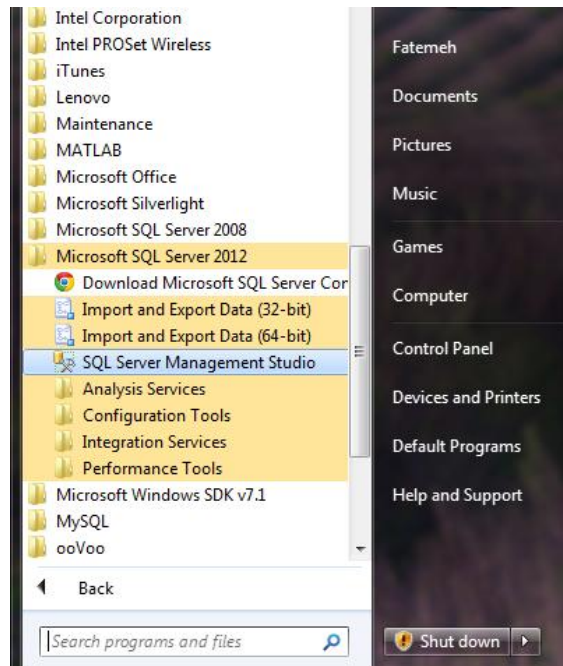 Intel Corporation
Intel PROSet Wireless
iTunes
Lenovo
Maintenance
MATLAB
Microsoft Office
Microsoft Silverlight
Microsoft SQL Server 2008
Microsoft SQL Server 2012
Download Microsoft SQL Server Con
Import and Export Data (32-bit)
Import and Export Data (64-bit)
SQL Server Management Studio
Analysis Services
Configuration Tools
Integration Services
Performance Tools
Microsoft Windows SDK v7.1
MySQL
ooVoo
Back
Search programs and files
Fatemeh
Documents
Pictures
Music
Games
Computer
Control Panel
Devices and Printers
Default Programs
Help and Support
Shut down